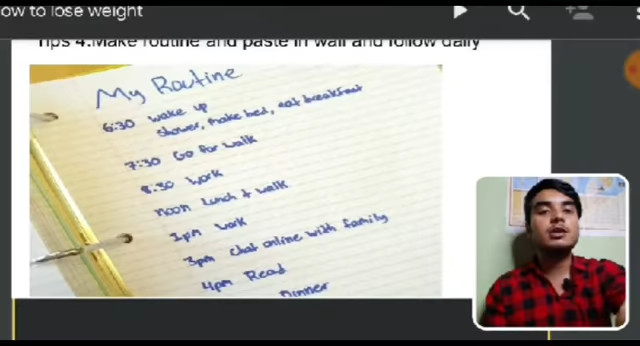 ow to lose weight
Tips 4:Make routine and paste in wall and follow daily
My Routine
6:30 wake up
shower, make bed, eat breakfast
7:30 Go for walk
8:30 work
noon Lunch + walk
1pm work
3pm chat online with family
4pm Read
Dinner